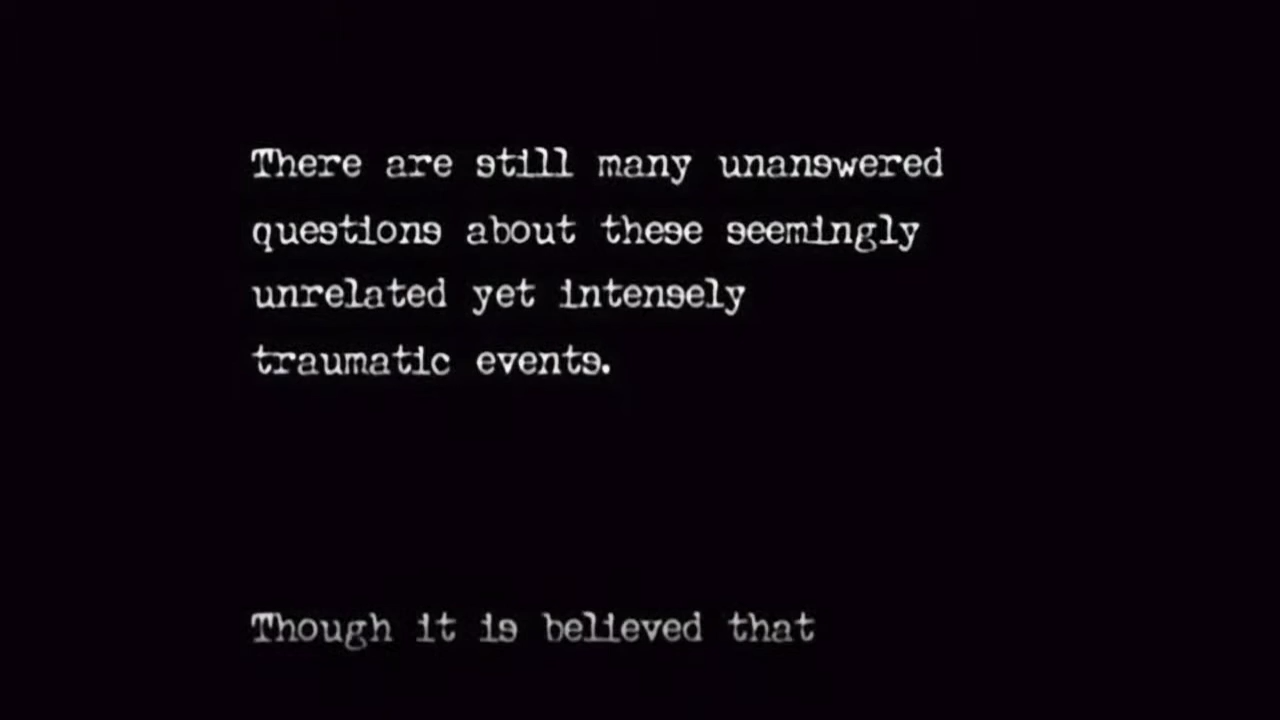 There are still many unanswered
questions about these seemingly
unrelated yet intensely
traumatic events.
Though it is believed that